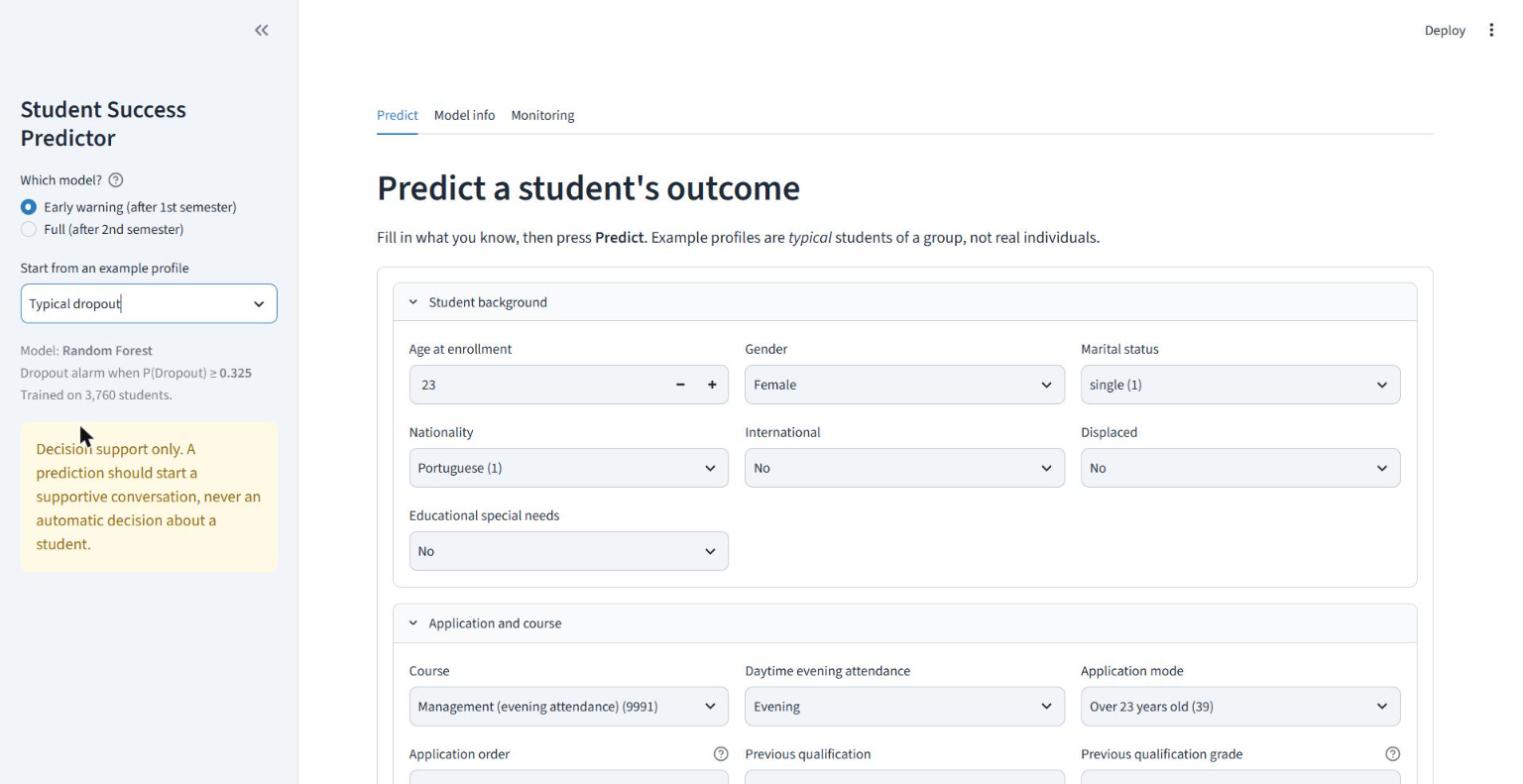 Deploy
Student Success
Predictor
Which model?
Early warning (after 1st semester)
Full (after 2nd semester)
Start from an example profile
Typical dropout
Model: Random Forest
Dropout alarm when P(Dropout) ≥ 0.325
Trained on 3,760 students.
Decision support only. A
prediction should start a
supportive conversation, never an
automatic decision about a
student.
Predict Model info Monitoring
Predict a student's outcome
Fill in what you know, then press Predict. Example profiles are typical students of a group, not real individuals.
Student background
Age at enrollment Gender Marital status
23 Female single (1)
Nationality International Displaced
Portuguese (1) No No
Educational special needs
No
Application and course
Course Daytime evening attendance Application mode
Management (evening attendance) (9991) Evening Over 23 years old (39)
Application order Previous qualification Previous qualification grade